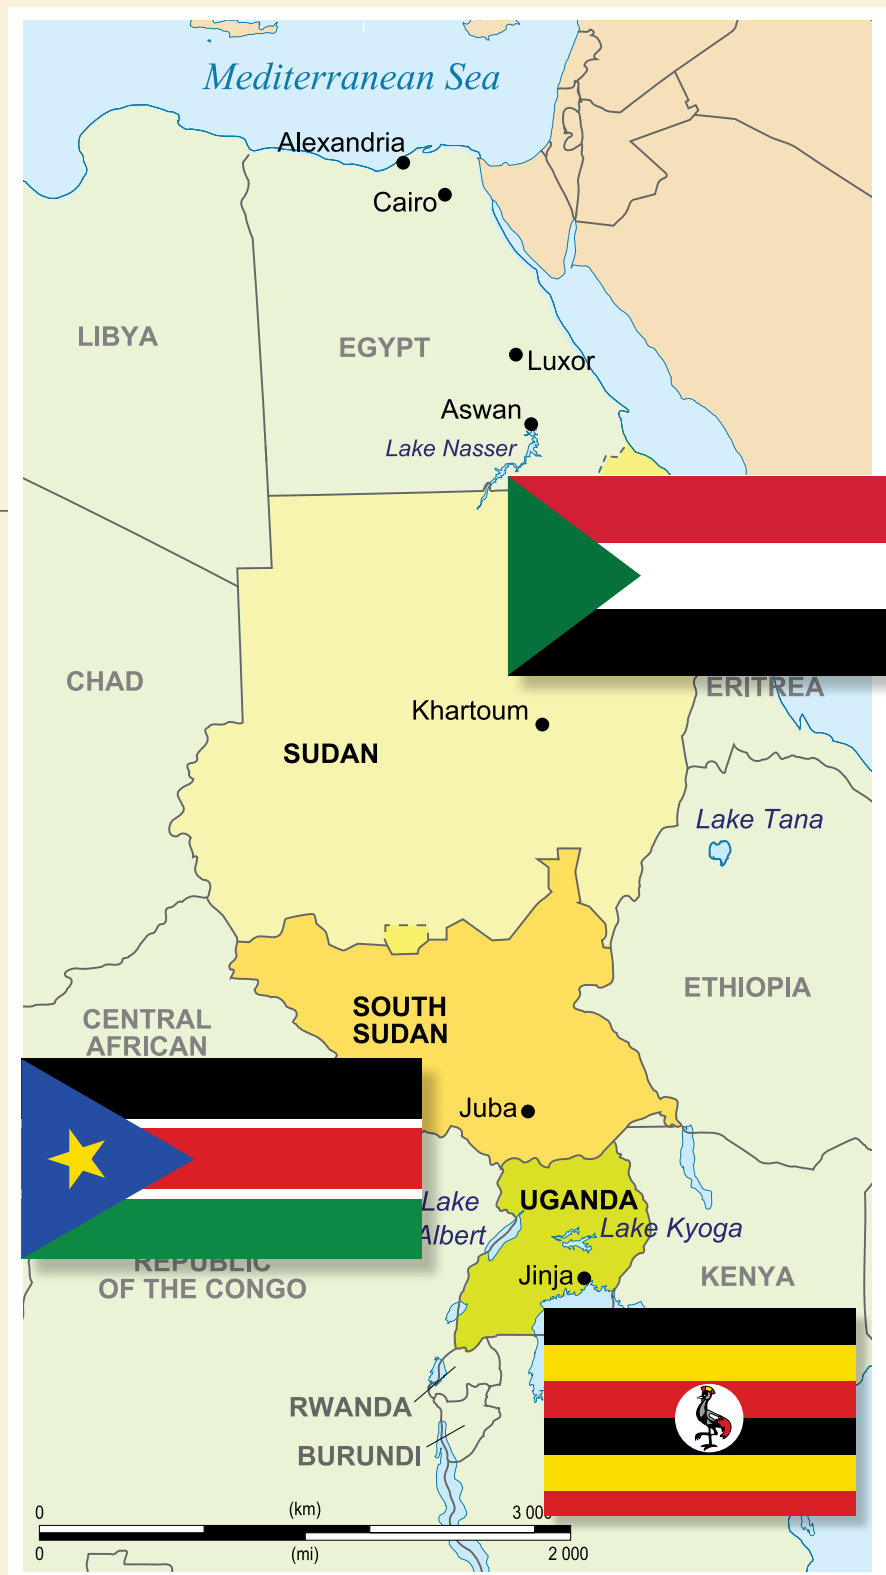 Mediterranean Sea
Alexandria
Cairo
LIBYA
EGYPT
Luxor
Aswan
Lake Nasser
CHAD
ERITREA
Khartoum
SUDAN
Lake Tana
ETHIOPIA
SOUTH
SUDAN
CENTRAL
AFRICAN
Juba
Lake
Albert
UGANDA
Lake Kyoga
REPUBLIC
OF THE CONGO
Jinja
KENYA
RWANDA
BURUNDI
0 (km) 3 000
0 (mi) 2 000